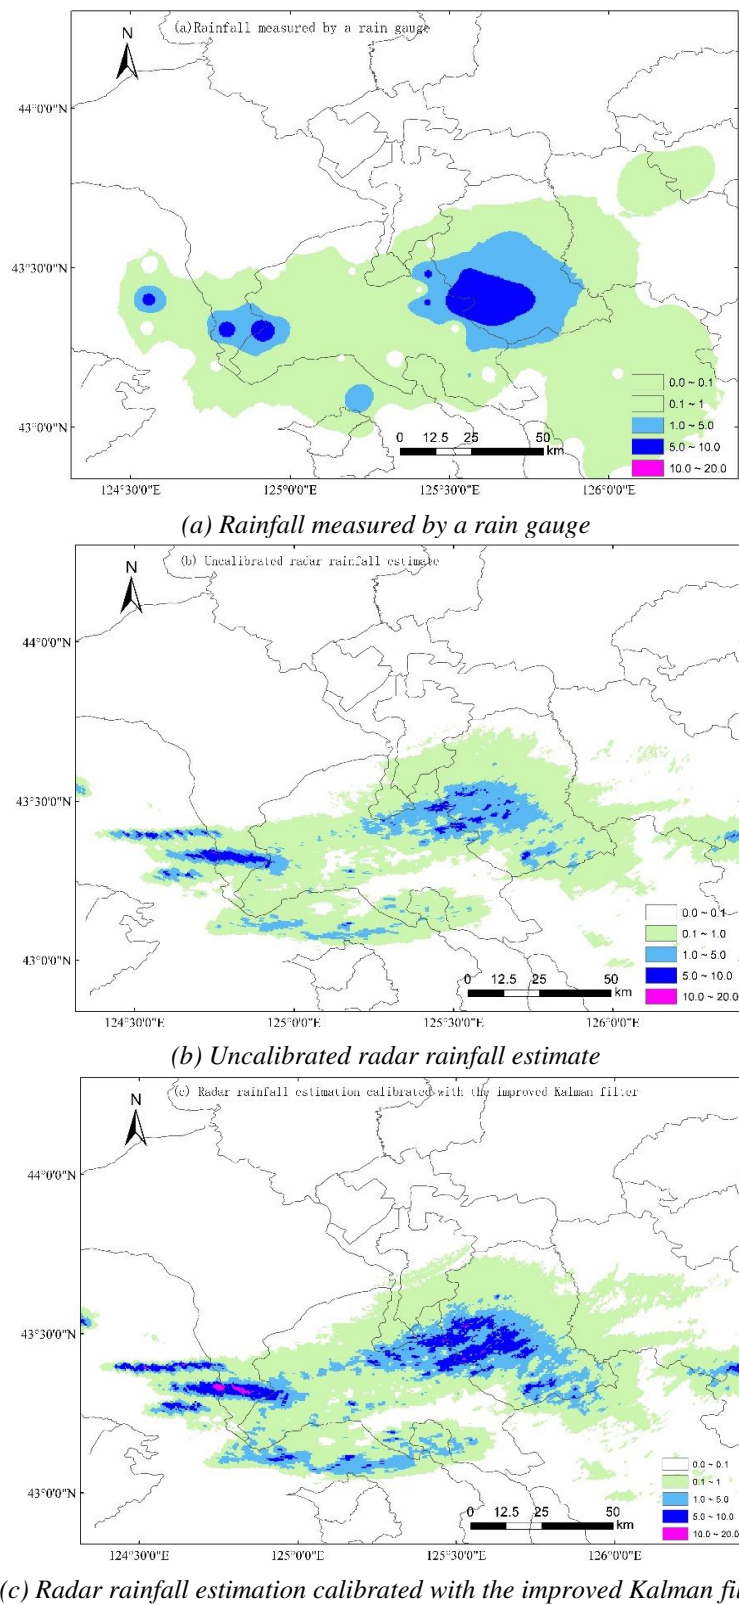 (a)Rainfall measured by a rain gauge
N
44°0'0"N
43°30'0"N
43°0'0"N
0.0 ~ 0.1
0.1 ~ 1
1.0 ~ 5.0
5.0 ~ 10.0
10.0 ~ 20.0
0 12.5 25 50
km
124°30'0"E 125°0'0"E 125°30'0"E 126°0'0"E
(a) Rainfall measured by a rain gauge
(b) Uncalibrated radar rainfall estimate
N
44°0'0"N
43°30'0"N
43°0'0"N
0.0 ~ 0.1
0.1 ~ 1.0
1.0 ~ 5.0
5.0 ~ 10.0
10.0 ~ 20.0
0 12.5 25 50
km
124°30'0"E 125°0'0"E 125°30'0"E 126°0'0"E
(b) Uncalibrated radar rainfall estimate
(c) Radar rainfall estimation calibrated with the improved Kalman filter
N
44°0'0"N
43°30'0"N
43°0'0"N
0.0 ~ 0.1
0.1 ~ 1
1.0 ~ 5.0
5.0 ~ 10.0
10.0 ~ 20.0
0 12.5 25 50
km
124°30'0"E 125°0'0"E 125°30'0"E 126°0'0"E
(c) Radar rainfall estimation calibrated with the improved Kalman